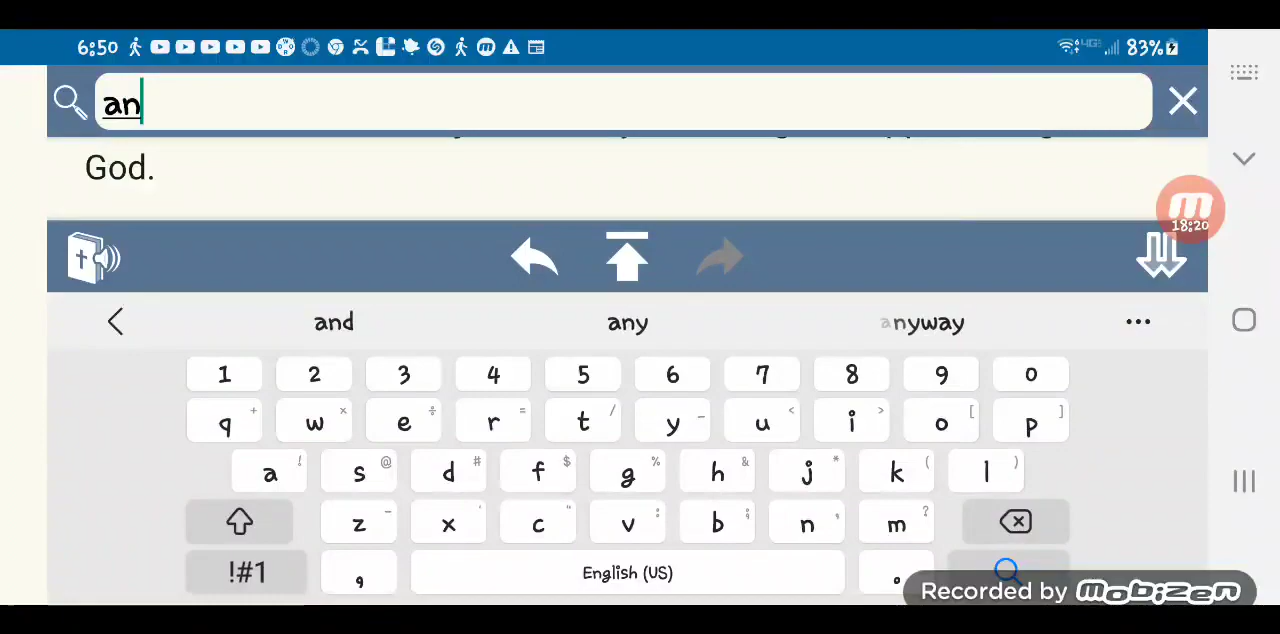 6:50 83%
an
God.
18:20
and any anyway ...
1 2 3 4 5 6 7 8 9 0
q + w × e ÷ r = t / y - u < i > o [ p ]
a ! s @ d # f $ g % h & j * k ( l )
z - x ' c " v : b ; n , m ?
!#1 , English (US) .
Recorded by mobizen